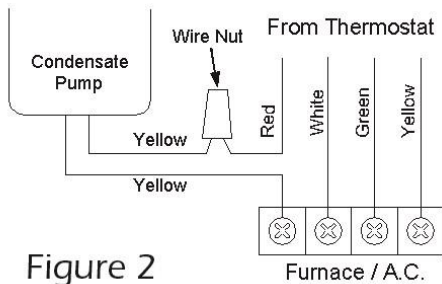 From Thermostat
Wire Nut
Condensate
Pump
Red
White
Green
Yellow
Yellow
Yellow
Figure 2
Furnace / A.C.